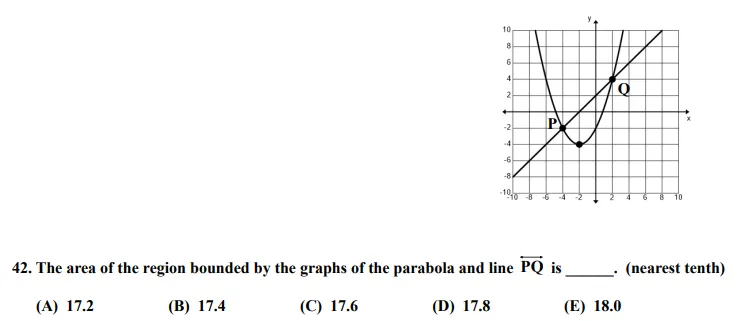 y
10
8
6
4
2
Q
x
P
-2
-4
-6
-8
-10
-10 -8 -6 -4 -2 2 4 6 8 10
42. The area of the region bounded by the graphs of the parabola and line PQ is ______. (nearest tenth)
(A) 17.2 (B) 17.4 (C) 17.6 (D) 17.8 (E) 18.0